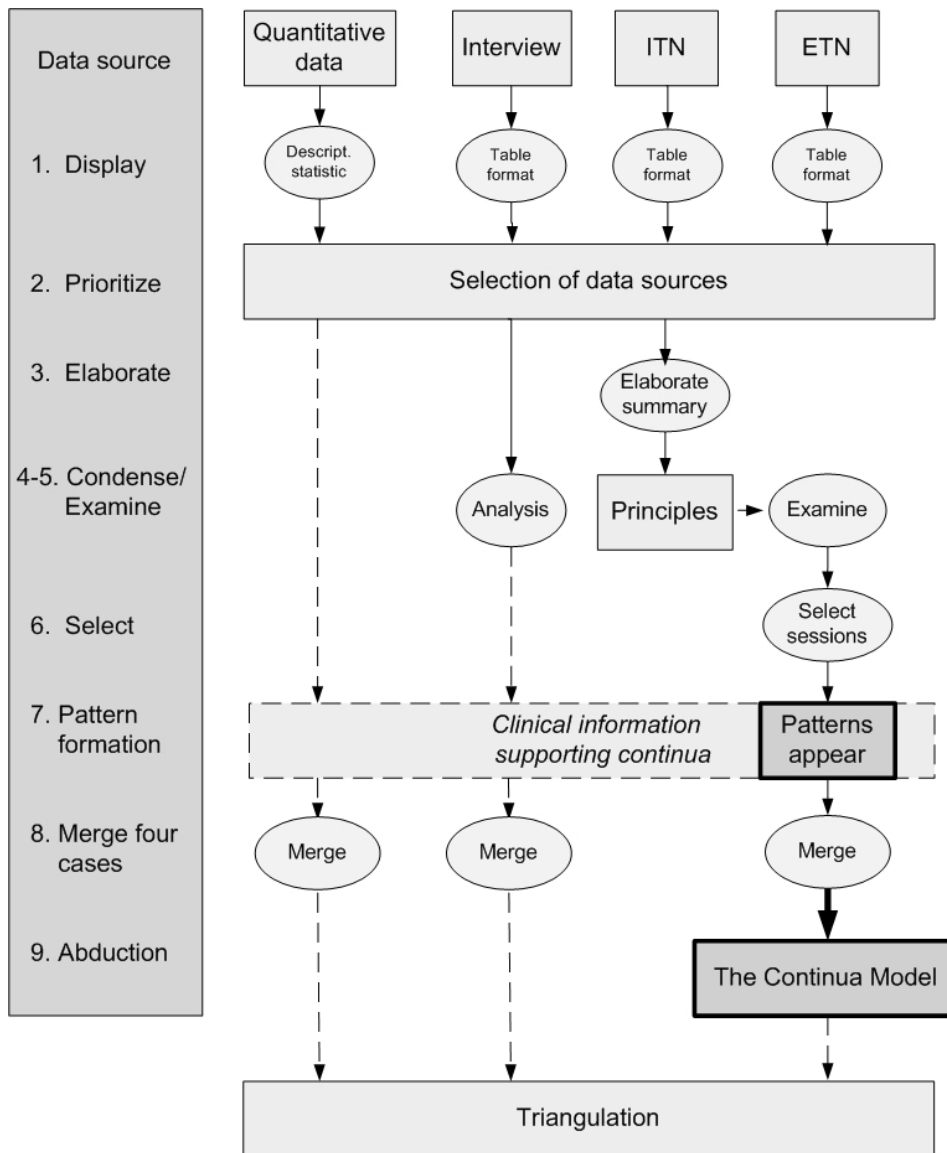 Data source
Quantitative
data
Interview
ITN
ETN
1. Display
Descript.
statistic
Table
format
Table
format
Table
format
2. Prioritize
Selection of data sources
3. Elaborate
Elaborate
summary
4-5. Condense/
Examine
Analysis
Principles
Examine
6. Select
Select
sessions
7. Pattern
formation
Clinical information
supporting continua
Patterns
appear
8. Merge four
cases
Merge
Merge
Merge
9. Abduction
The Continua Model
Triangulation